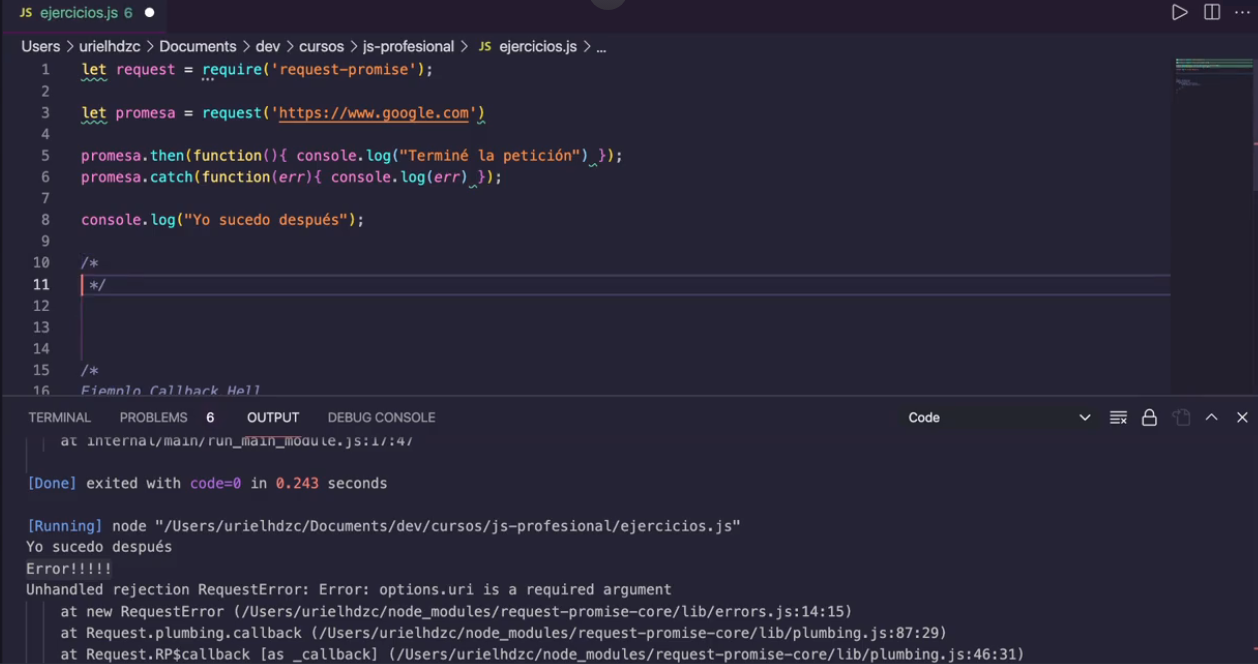 JS ejercicios.js 6
Users > urielhdzc > Documents > dev > cursos > js-profesional > JS ejercicios.js > ...
1 let request = require('request-promise');
2
3 let promesa = request('https://www.google.com')
4
5 promesa.then(function(){ console.log("Terminé la petición") });
6 promesa.catch(function(err){ console.log(err) });
7
8 console.log("Yo sucedo después");
9
10 /*
11 */
12
13
14
15 /*
16 Ejemplo Callback Hell
TERMINAL PROBLEMS 6 OUTPUT DEBUG CONSOLE Code
at internal/main/run_main_module.js:17:47
[Done] exited with code=0 in 0.243 seconds
[Running] node "/Users/urielhdzc/Documents/dev/cursos/js-profesional/ejercicios.js"
Yo sucedo después
Error!!!!!
Unhandled rejection RequestError: Error: options.uri is a required argument
at new RequestError (/Users/urielhdzc/node_modules/request-promise-core/lib/errors.js:14:15)
at Request.plumbing.callback (/Users/urielhdzc/node_modules/request-promise-core/lib/plumbing.js:87:29)
at Request.RP$callback [as _callback] (/Users/urielhdzc/node_modules/request-promise-core/lib/plumbing.js:46:31)